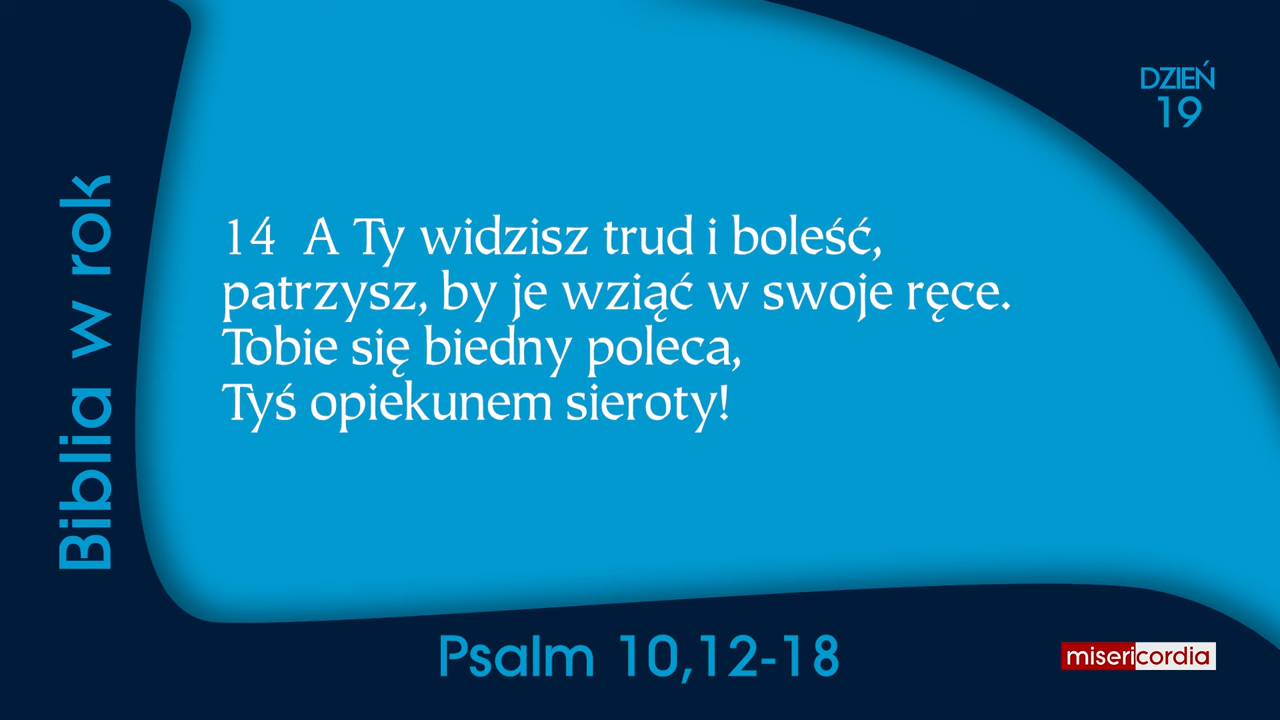 DZIEŃ
19
Biblia w rok
14 A Ty widzisz trud i boleść,
patrzysz, by je wziąć w swoje ręce.
Tobie się biedny poleca,
Tyś opiekunem sieroty!
Psalm 10,12-18
misericordia